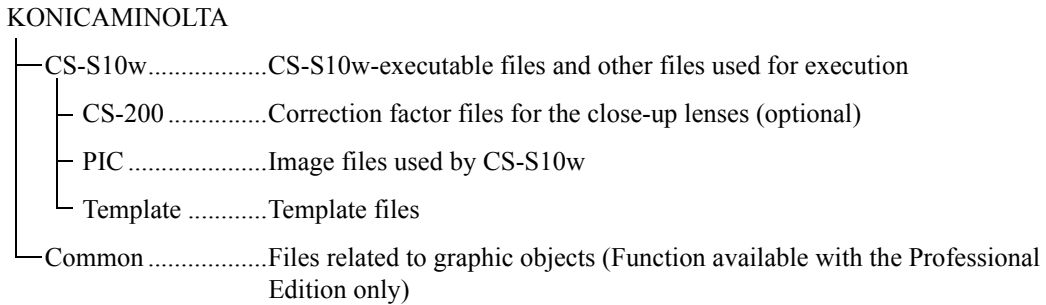 KONICAMINOLTA
CS-S10w..................CS-S10w-executable files and other files used for execution
CS-200 ...............Correction factor files for the close-up lenses (optional)
PIC .....................Image files used by CS-S10w
Template ............Template files
Common ..................Files related to graphic objects (Function available with the Professional
Edition only)